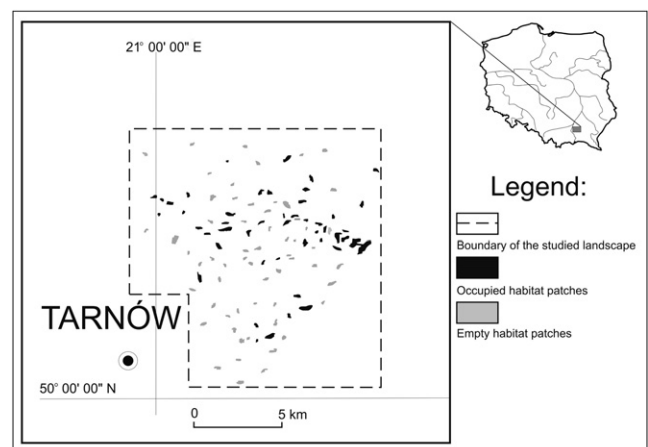 21° 00' 00" E
TARNÓW
50° 00' 00" N
0 5 km
Legend:
Boundary of the studied landscape
Occupied habitat patches
Empty habitat patches